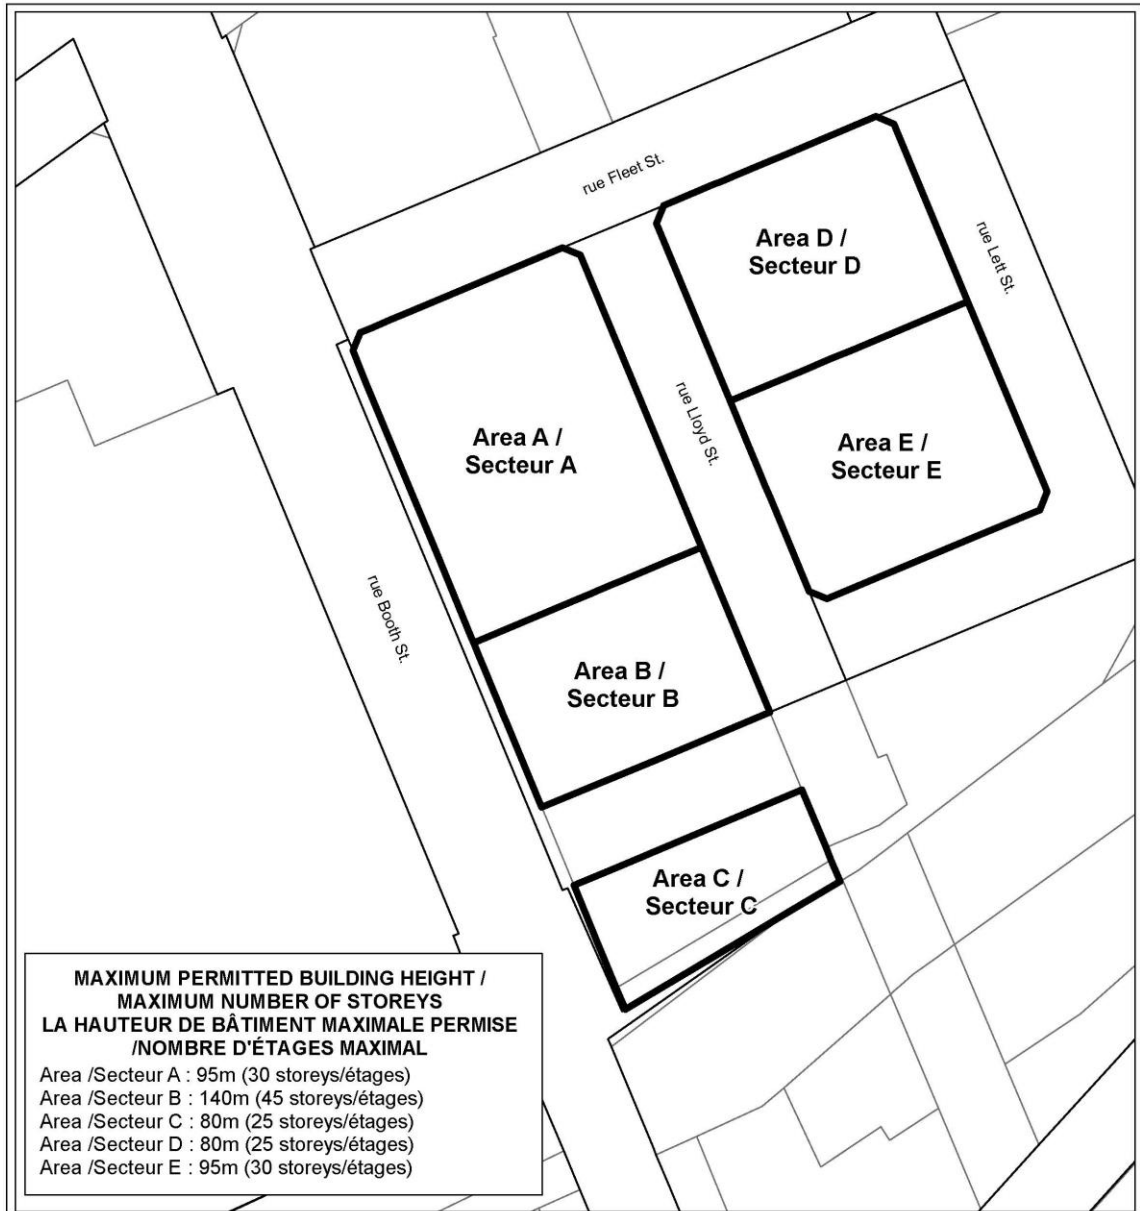 rue Fleet St.
Area D /
Secteur D
rue Lett St.
Area A /
Secteur A
rue Lloyd St.
Area E /
Secteur E
rue Booth St.
Area B /
Secteur B
Area C /
Secteur C
MAXIMUM PERMITTED BUILDING HEIGHT /
MAXIMUM NUMBER OF STOREYS
LA HAUTEUR DE BÂTIMENT MAXIMALE PERMISE
/NOMBRE D'ÉTAGES MAXIMAL
Area /Secteur A : 95m (30 storeys/étages)
Area /Secteur B : 140m (45 storeys/étages)
Area /Secteur C : 80m (25 storeys/étages)
Area /Secteur D : 80m (25 storeys/étages)
Area /Secteur E : 95m (30 storeys/étages)